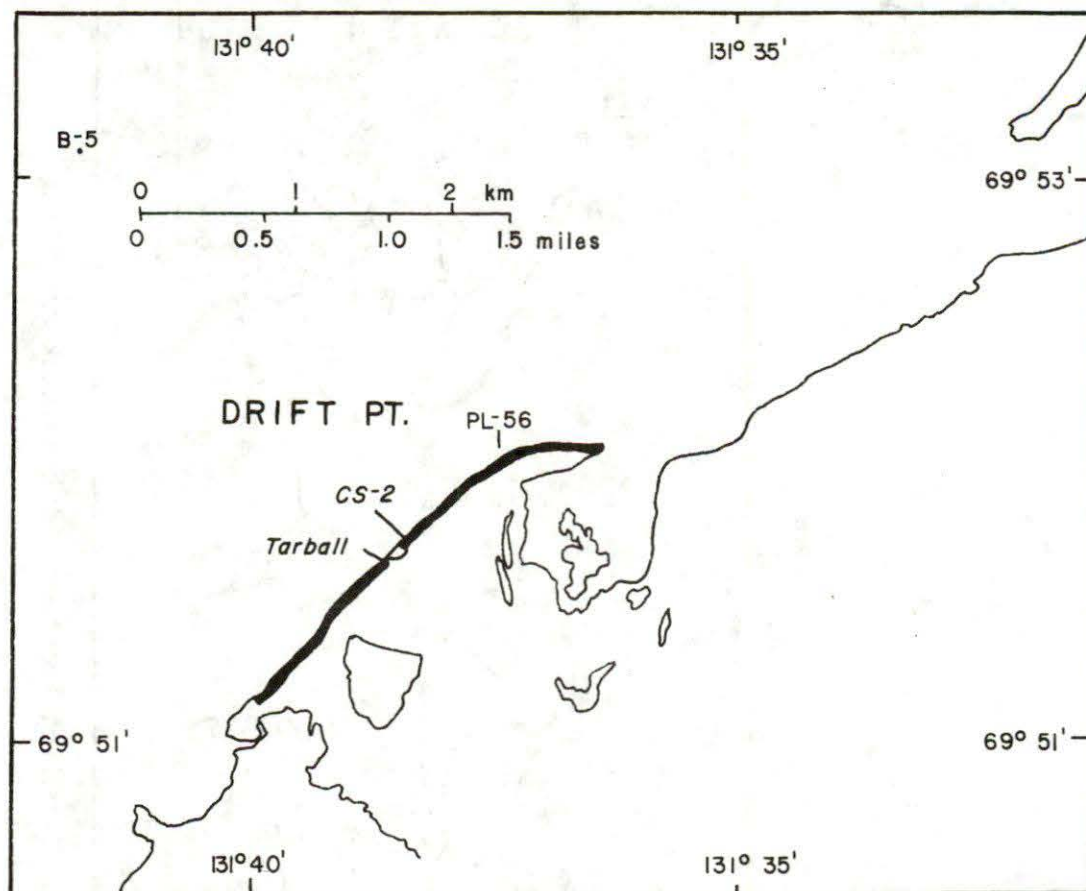 131° 40' 131° 35'
B-5
69° 53'
0 1 2 km
0 0.5 1.0 1.5 miles
DRIFT PT.
PL-56
CS-2
Tarball
69° 51' 69° 51'
131° 40' 131° 35'